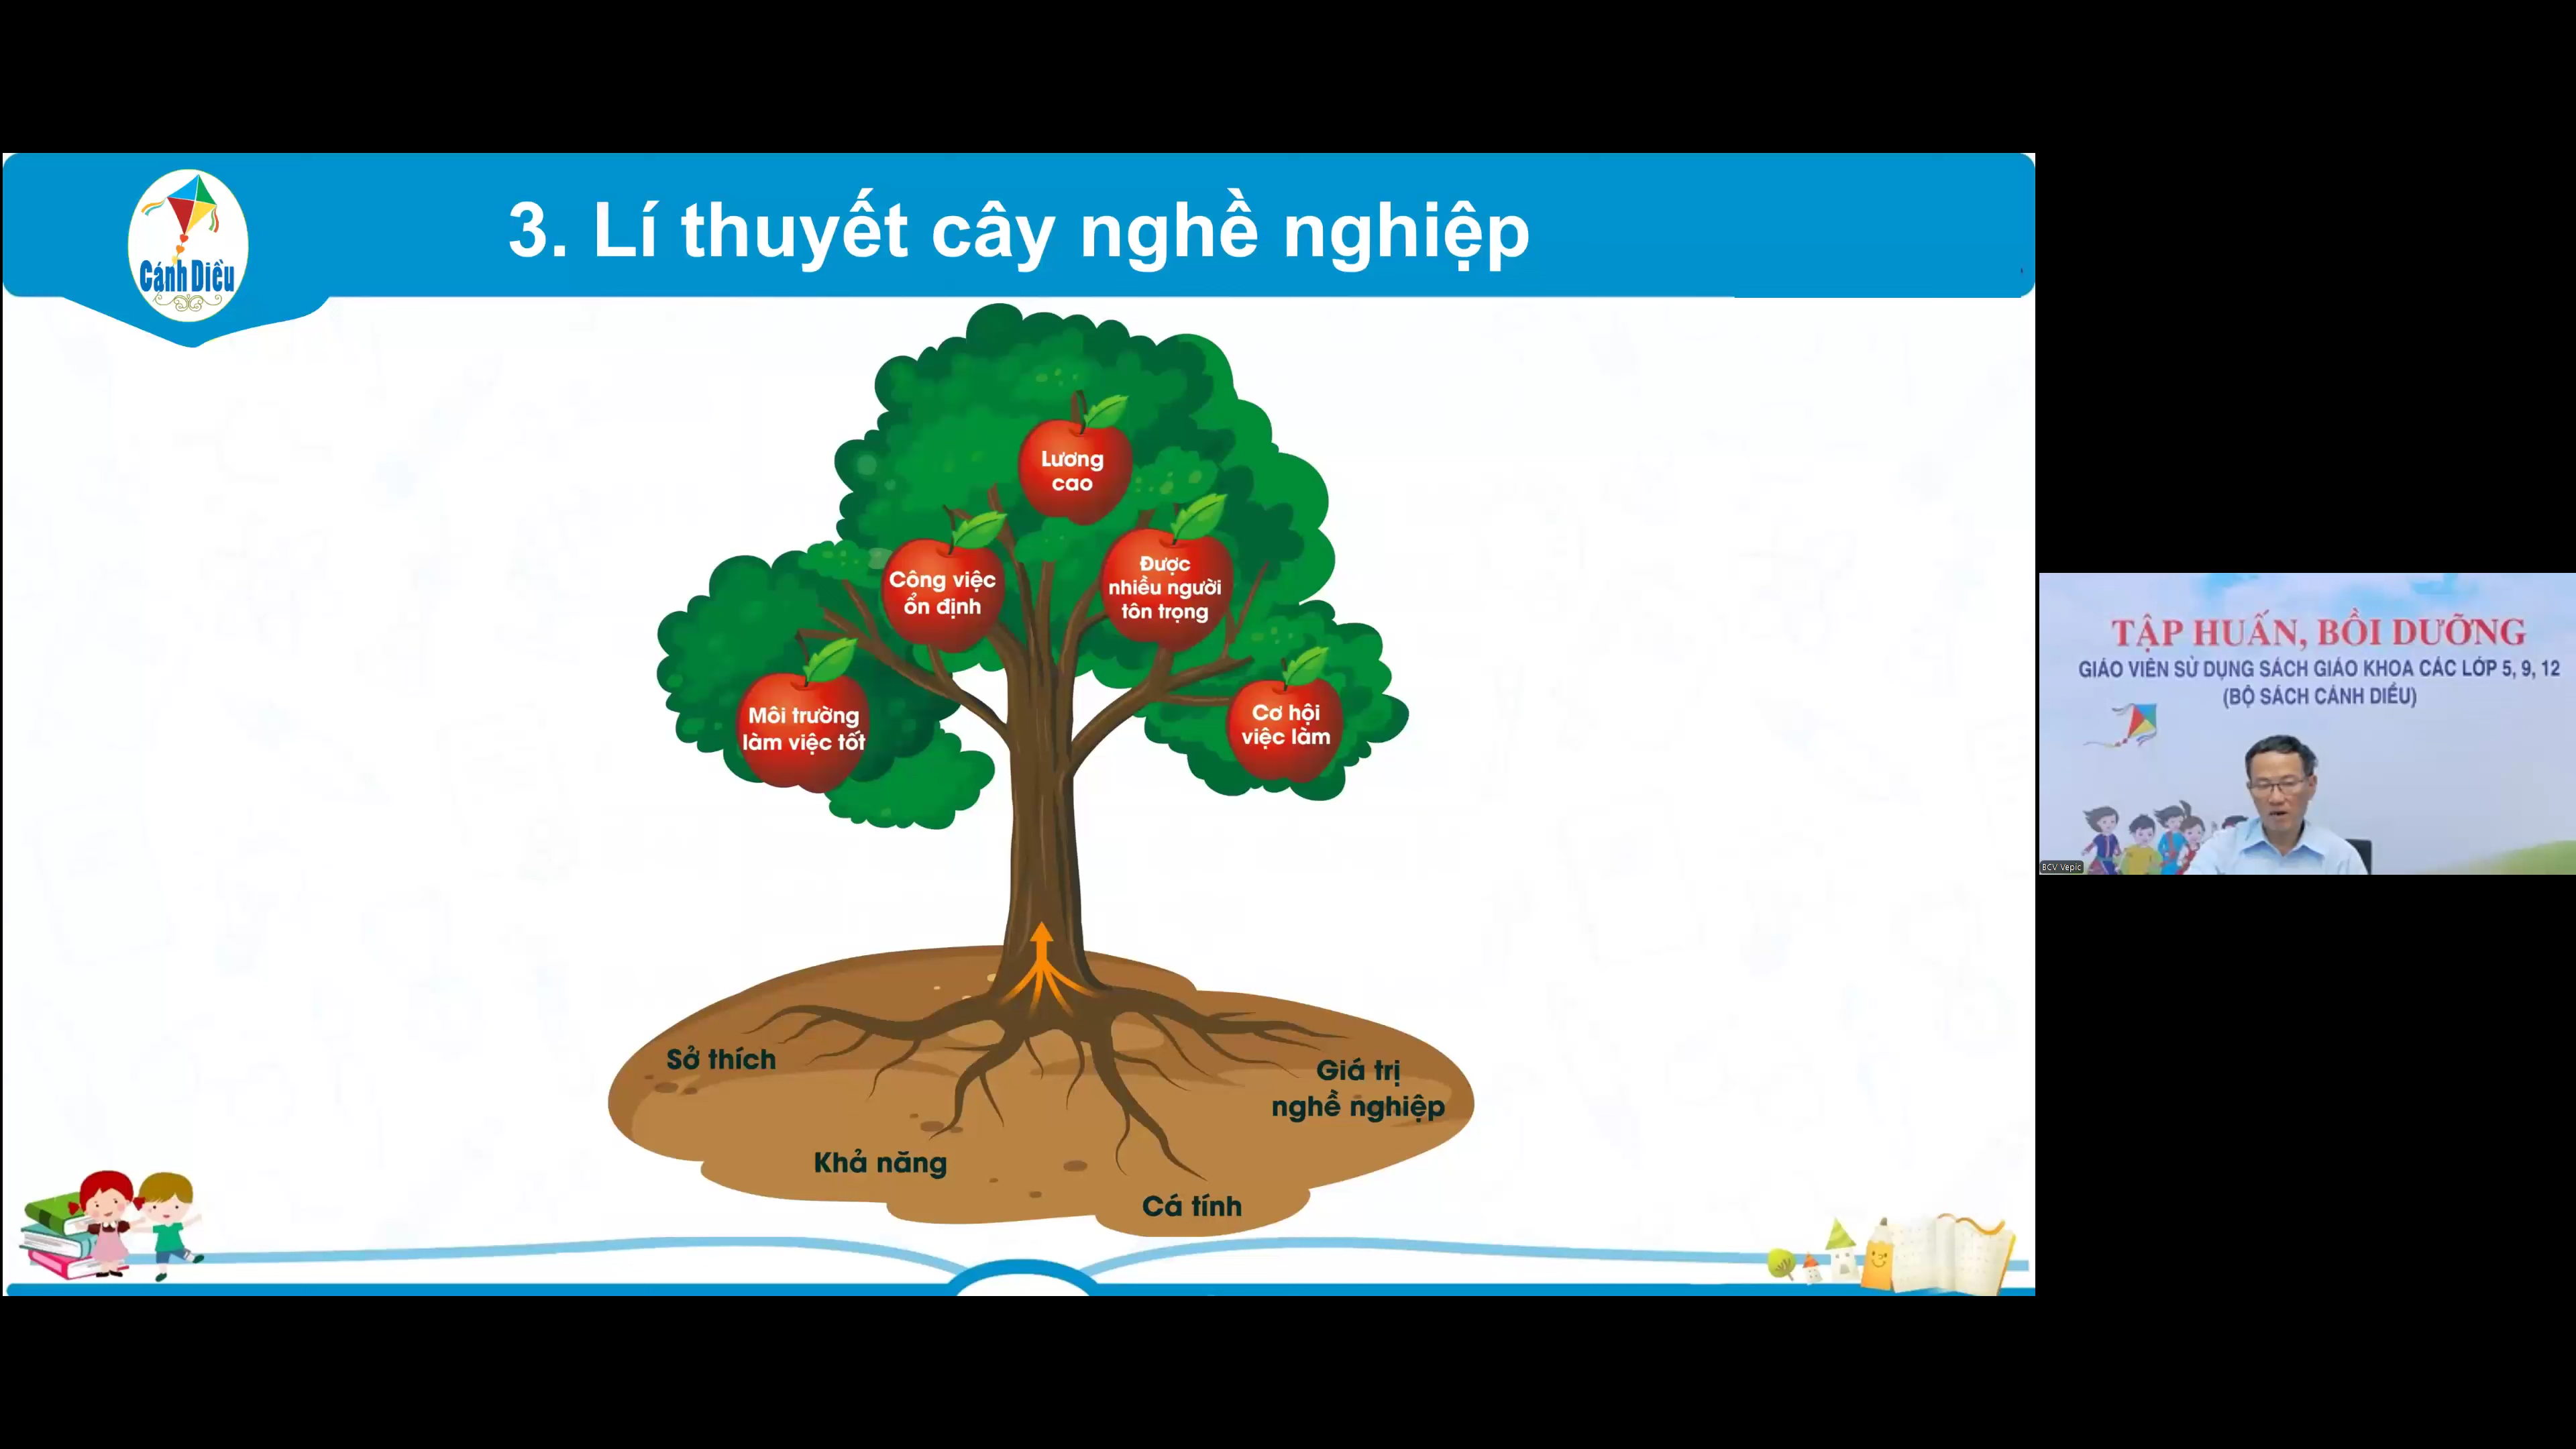 3. Lí thuyết cây nghề nghiệp
Cánh Diều
Lương
cao
Công việc
ổn định
Được
nhiều người
tôn trọng
Môi trường
làm việc tốt
Cơ hội
việc làm
Sở thích
Giá trị
nghề nghiệp
Khả năng
Cá tính
TẬP HUẤN, BỒI DƯỠNG
GIÁO VIÊN SỬ DỤNG SÁCH GIÁO KHOA CÁC LỚP 5, 9, 12
(BỘ SÁCH CÁNH DIỀU)
BCV Vepic